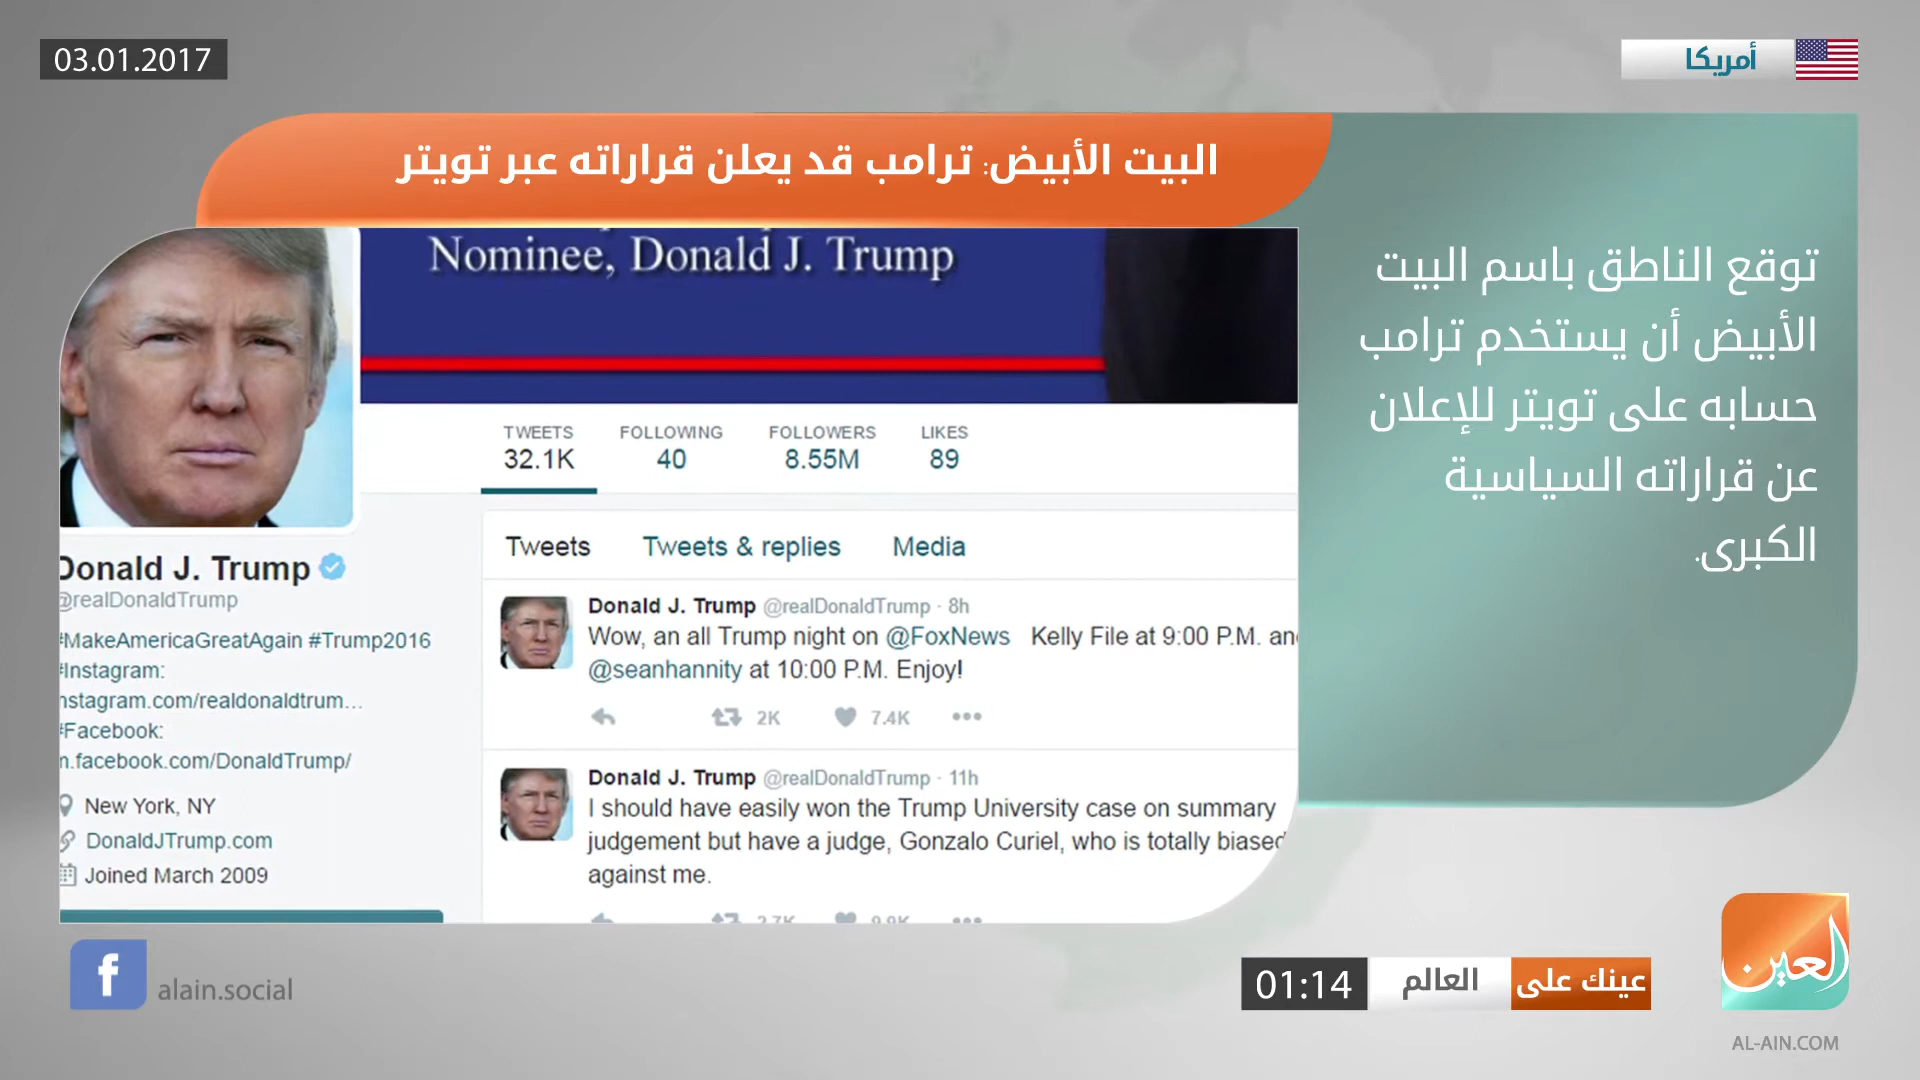 03.01.2017
أمريكا
البيت الأبيض: ترامب قد يعلن قراراته عبر تويتر
توقع الناطق باسم البيت
الأبيض أن يستخدم ترامب
حسابه على تويتر للإعلان
عن قراراته السياسية
الكبرى.
Nominee, Donald J. Trump
TWEETS FOLLOWING FOLLOWERS LIKES
32.1K 40 8.55M 89
Donald J. Trump
@realDonaldTrump
#MakeAmericaGreatAgain #Trump2016
#Instagram:
nstagram.com/realdonaldtrum…
#Facebook:
m.facebook.com/DonaldTrump/
New York, NY
DonaldJTrump.com
Joined March 2009
Tweets Tweets & replies Media
Donald J. Trump @realDonaldTrump · 8h
Wow, an all Trump night on @FoxNews Kelly File at 9:00 P.M. and
@seanhannity at 10:00 P.M. Enjoy!
2K 7.4K
Donald J. Trump @realDonaldTrump · 11h
I should have easily won the Trump University case on summary
judgement but have a judge, Gonzalo Curiel, who is totally biased
against me.
2.7K 9.9K
f alain.social
عينك على العالم 01:14
العين
AL-AIN.COM